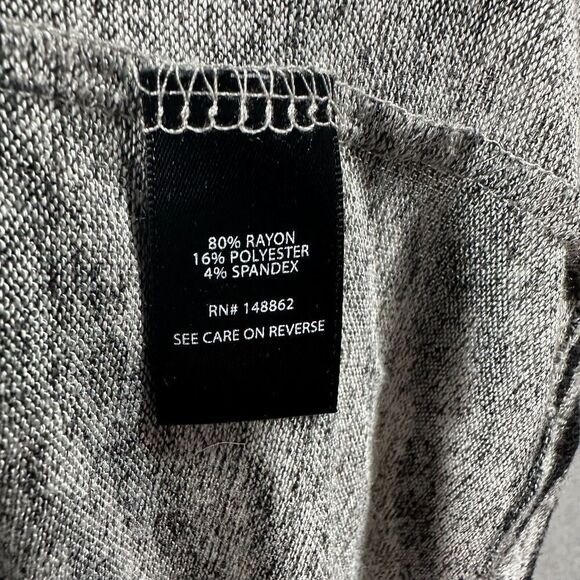 80% RAYON
16% POLYESTER
4% SPANDEX
RN# 148862
SEE CARE ON REVERSE